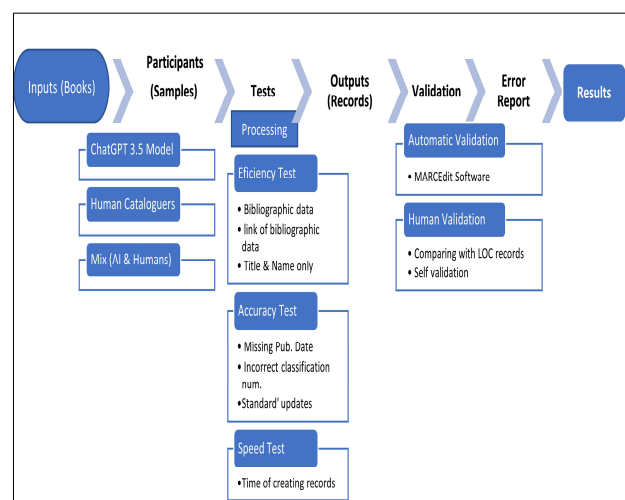 Inputs (Books)
Participants
(Samples)
Tests
Outputs
(Records)
Validation
Error
Report
Results
Processing
ChatGPT 3.5 Model
Human Cataloguers
Mix (AI & Humans)
Eficiency Test
• Bibliographic data
• link of bibliographic
data
• Title & Name only
Accuracy Test
• Missing Pub. Date
• Incorrect classification
num.
• Standard' updates
Speed Test
• Time of creating records
Automatic Validation
• MARCEdit Software
Human Validation
• Comparing with LOC records
• Self validation